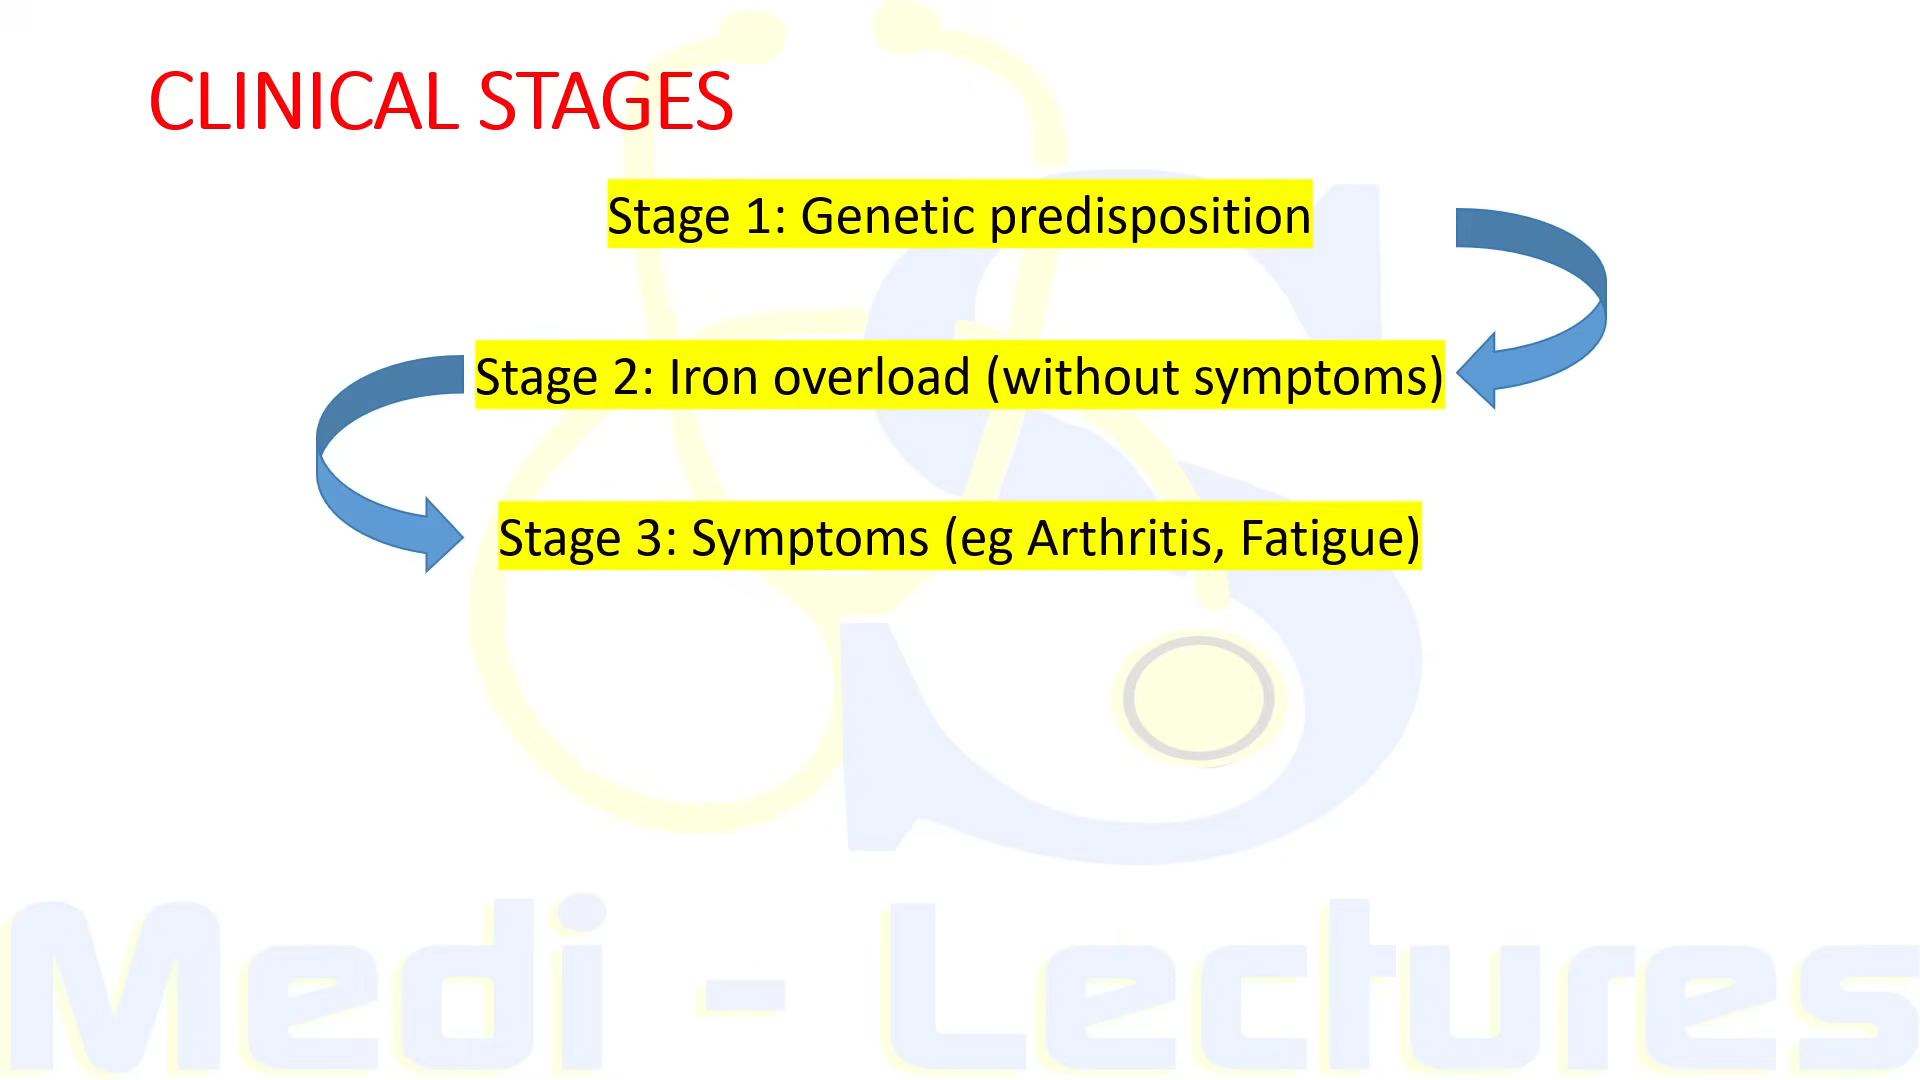 CLINICAL STAGES
Stage 1: Genetic predisposition
Stage 2: Iron overload (without symptoms)
Stage 3: Symptoms (eg Arthritis, Fatigue)
Medi - Lectures